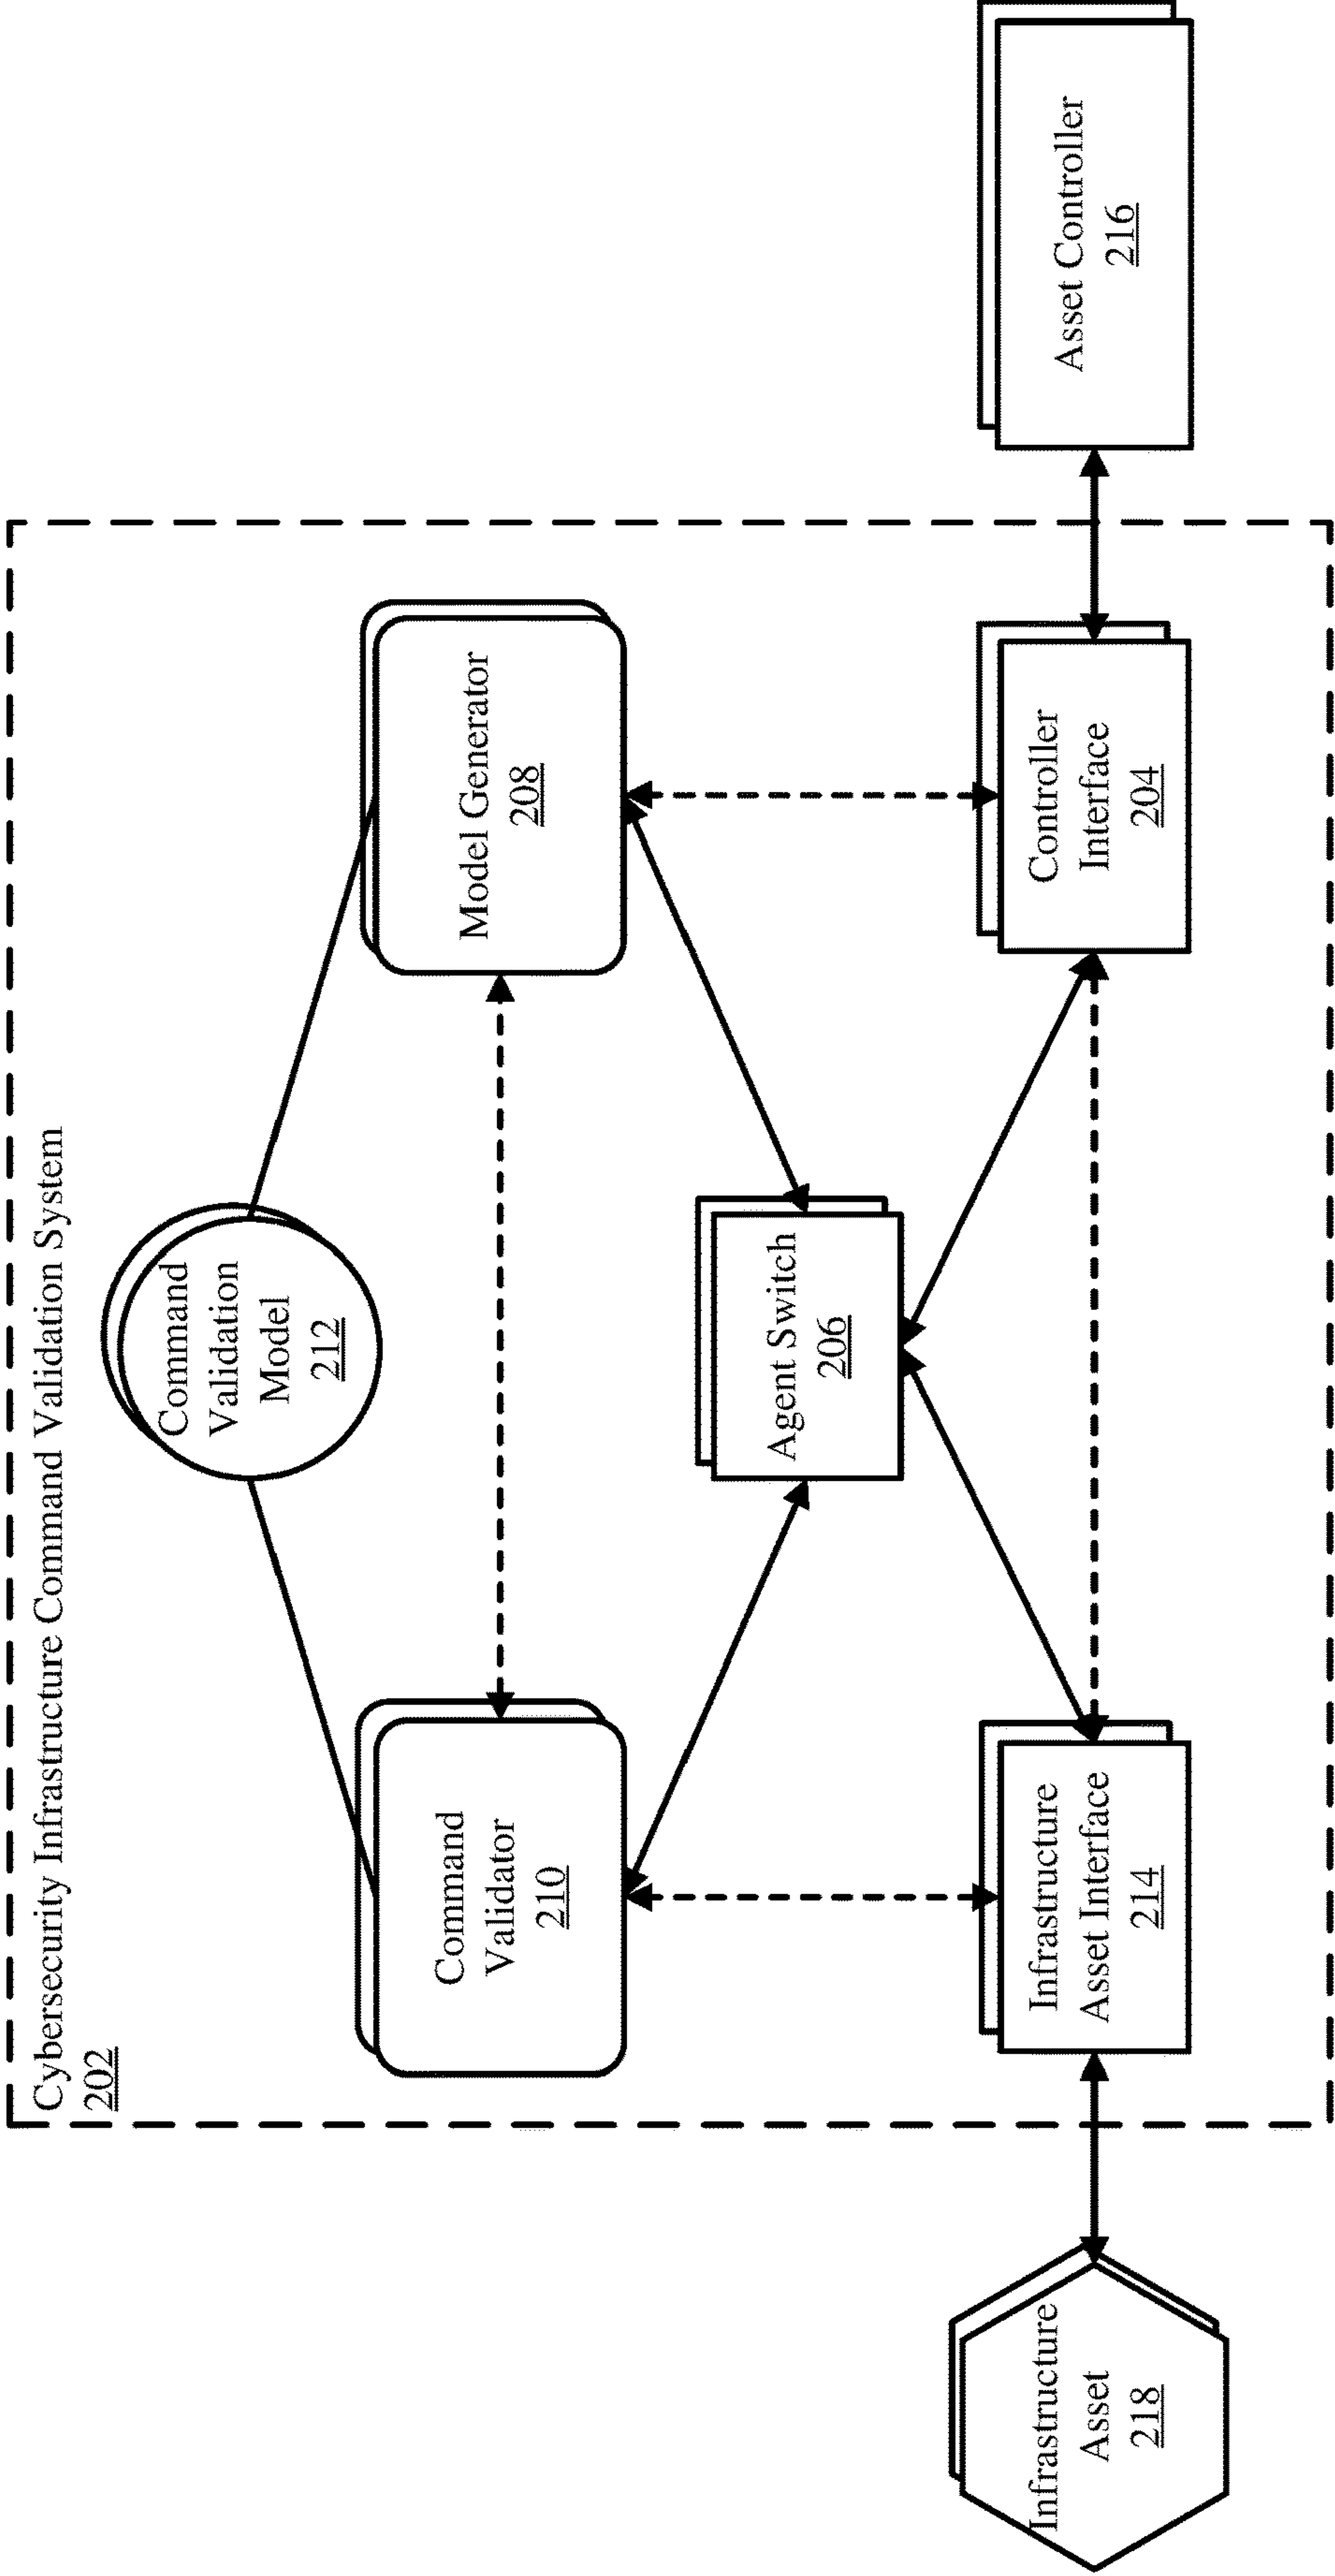 Cybersecurity Infrastructure Command Validation System
202
Command
Validation
Model
212
Command
Validator
210
Model Generator
208
Agent Switch
206
Infrastructure
Asset
218
Infrastructure
Asset Interface
214
Controller
Interface
204
Asset Controller
216